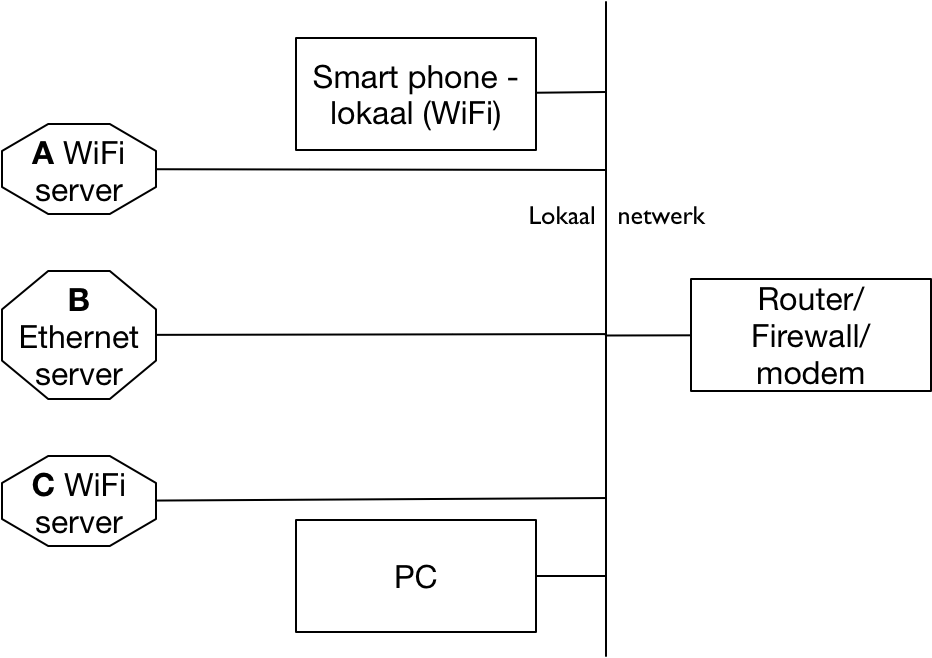 Smart phone -
lokaal (WiFi)
A WiFi
server
Lokaal netwerk
B
Ethernet
server
Router/
Firewall/
modem
C WiFi
server
PC